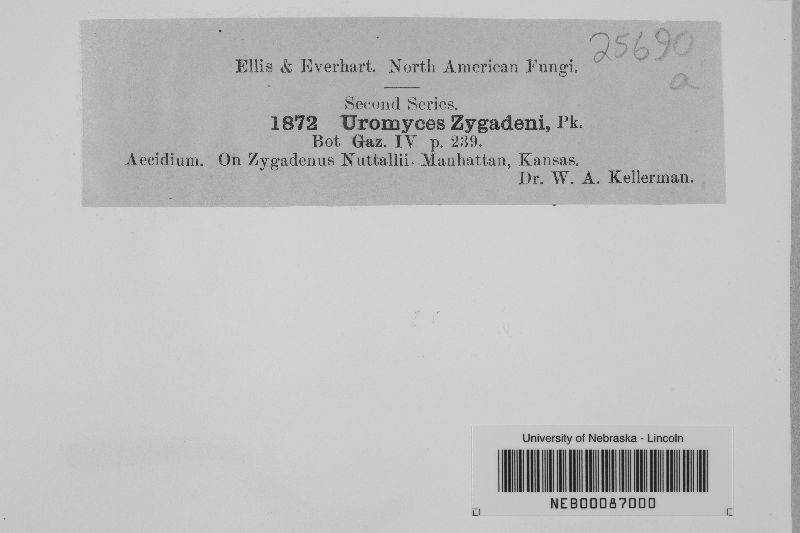 Ellis & Everhart. North American Fungi.
25690
a
Second Series.
1872 Uromyces Zygadeni, Pk.
Bot Gaz. IV p. 239.
Aecidium. On Zygadenus Nuttallii. Manhattan, Kansas.
Dr. W. A. Kellerman.
University of Nebraska - Lincoln
NEB00087000